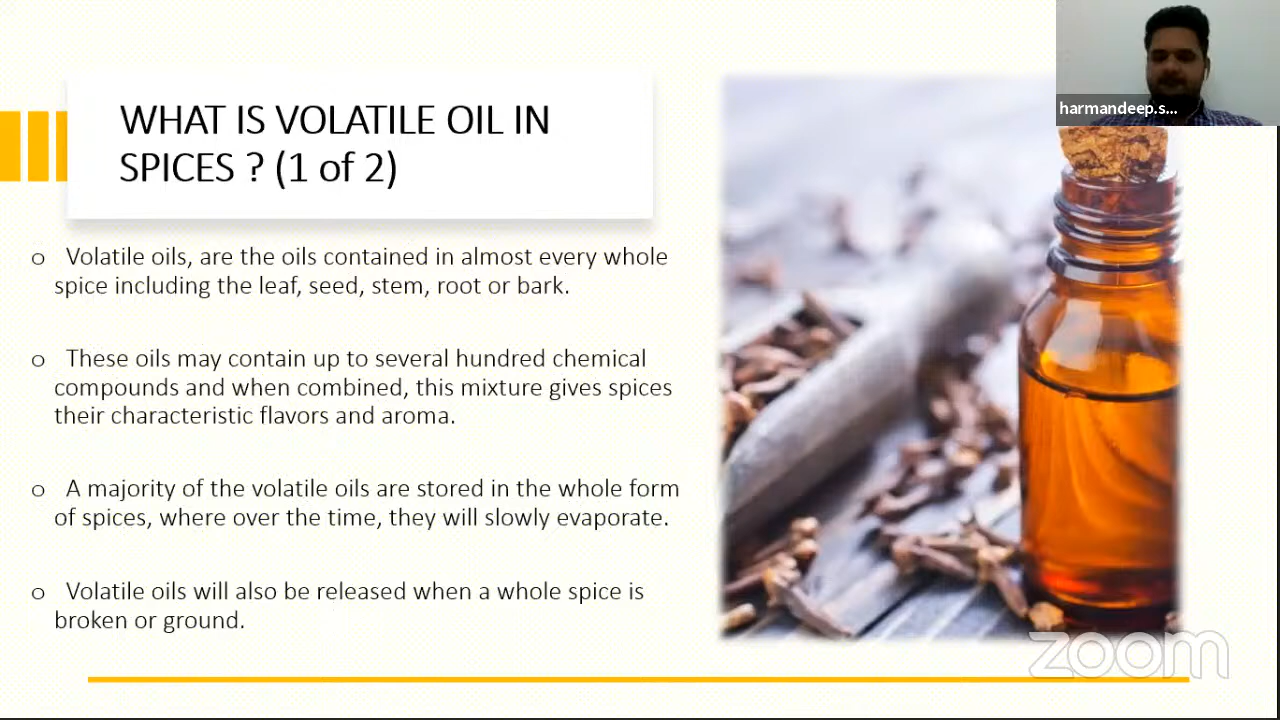 harmandeep.s...
WHAT IS VOLATILE OIL IN
SPICES ? (1 of 2)
o Volatile oils, are the oils contained in almost every whole
spice including the leaf, seed, stem, root or bark.
o These oils may contain up to several hundred chemical
compounds and when combined, this mixture gives spices
their characteristic flavors and aroma.
o A majority of the volatile oils are stored in the whole form
of spices, where over the time, they will slowly evaporate.
o Volatile oils will also be released when a whole spice is
broken or ground.
zoom